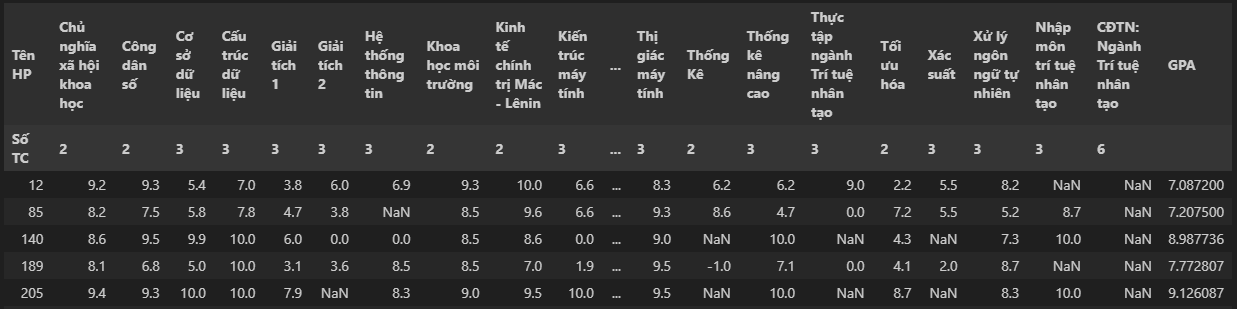 Tên HP Chủ nghĩa xã hội khoa học Công dân số Cơ sở dữ liệu Cấu trúc dữ liệu Giải tích 1 Giải tích 2 Hệ thống thông tin Khoa học môi trường Kinh tế chính trị Mác - Lênin Kiến trúc máy tính ... Thị giác máy tính Thống Kê Thống kê nâng cao Thực tập ngành Trí tuệ nhân tạo Tối ưu hóa Xác suất Xử lý ngôn ngữ tự nhiên Nhập môn trí tuệ nhân tạo CĐTN: Ngành Trí tuệ nhân tạo GPA
Số TC 2 2 3 3 3 3 3 2 2 3 ... 3 2 3 3 2 3 3 3 6
12 9.2 9.3 5.4 7.0 3.8 6.0 6.9 9.3 10.0 6.6 ... 8.3 6.2 6.2 9.0 2.2 5.5 8.2 NaN NaN 7.087200
85 8.2 7.5 5.8 7.8 4.7 3.8 NaN 8.5 9.6 6.6 ... 9.3 8.6 4.7 0.0 7.2 5.5 5.2 8.7 NaN 7.207500
140 8.6 9.5 9.9 10.0 6.0 0.0 0.0 8.5 8.6 0.0 ... 9.0 NaN 10.0 0.0 4.3 NaN 7.3 10.0 NaN 8.987736
189 8.1 6.8 5.0 10.0 3.1 3.6 8.5 8.5 7.0 1.9 ... 9.5 -1.0 7.1 0.0 4.1 2.0 8.7 NaN NaN 7.772807
205 9.4 9.3 10.0 10.0 7.9 NaN 8.3 9.0 9.5 10.0 ... 9.5 NaN 10.0 0.0 8.7 NaN 8.3 10.0 NaN 9.126087